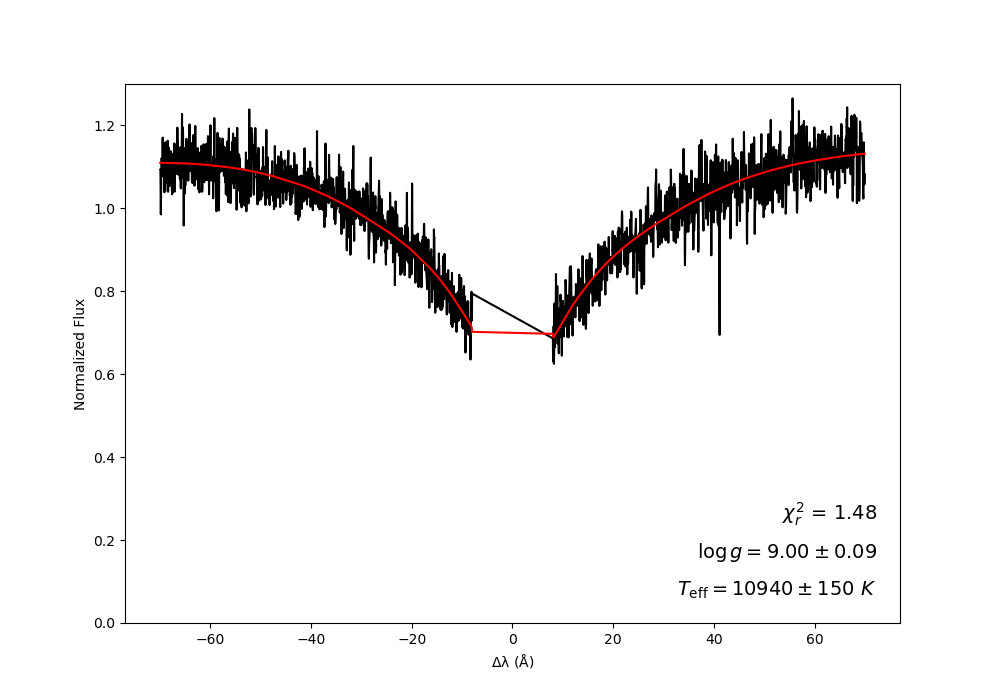 1.2
1.0
0.8
0.6
0.4
0.2
0.0
Normalized Flux
χ²ᵣ = 1.48
log g = 9.00 ± 0.09
T_eff = 10940 ± 150 K
−60 −40 −20 0 20 40 60
Δλ (Å)